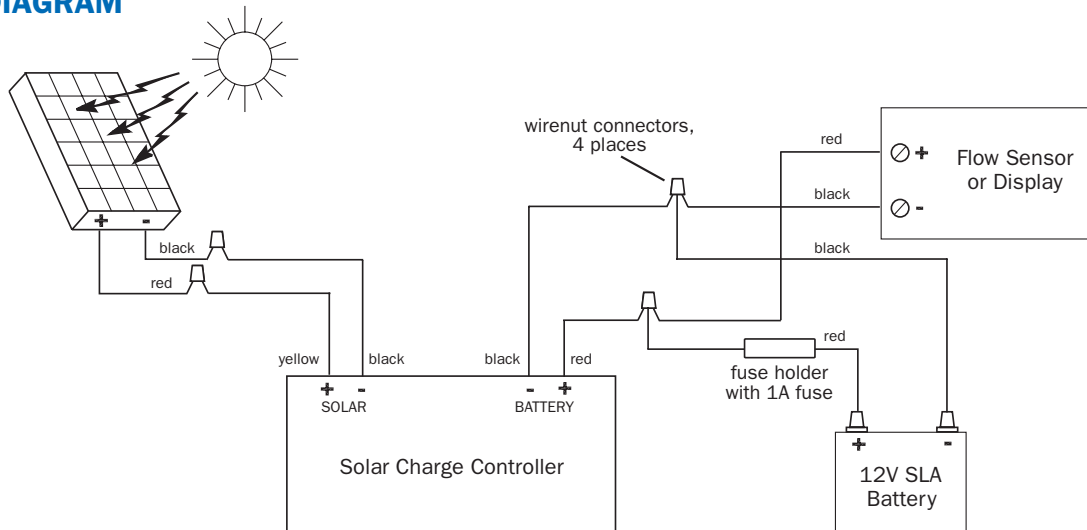 DIAGRAM
wirenut connectors,
4 places
red
+
Flow Sensor
or Display
black
-
+ -
black
red
black
red
yellow
black
black
red
fuse holder
with 1A fuse
+ -
SOLAR
- +
BATTERY
Solar Charge Controller
+ -
12V SLA
Battery